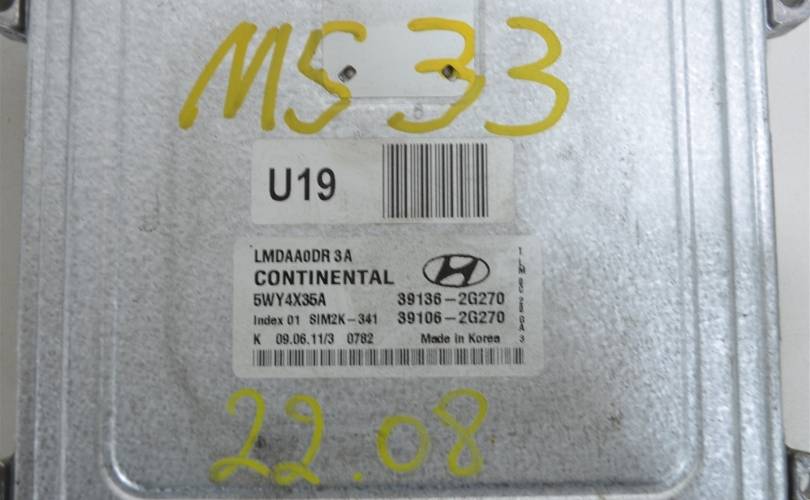 MS 33
U19
LMDAA0DR 3A
CONTINENTAL
5WY4X35A 39136-2G270
Index 01 SIM2K-341 39106-2G270
K 09.06.11/3 0782 Made in Korea
22.08